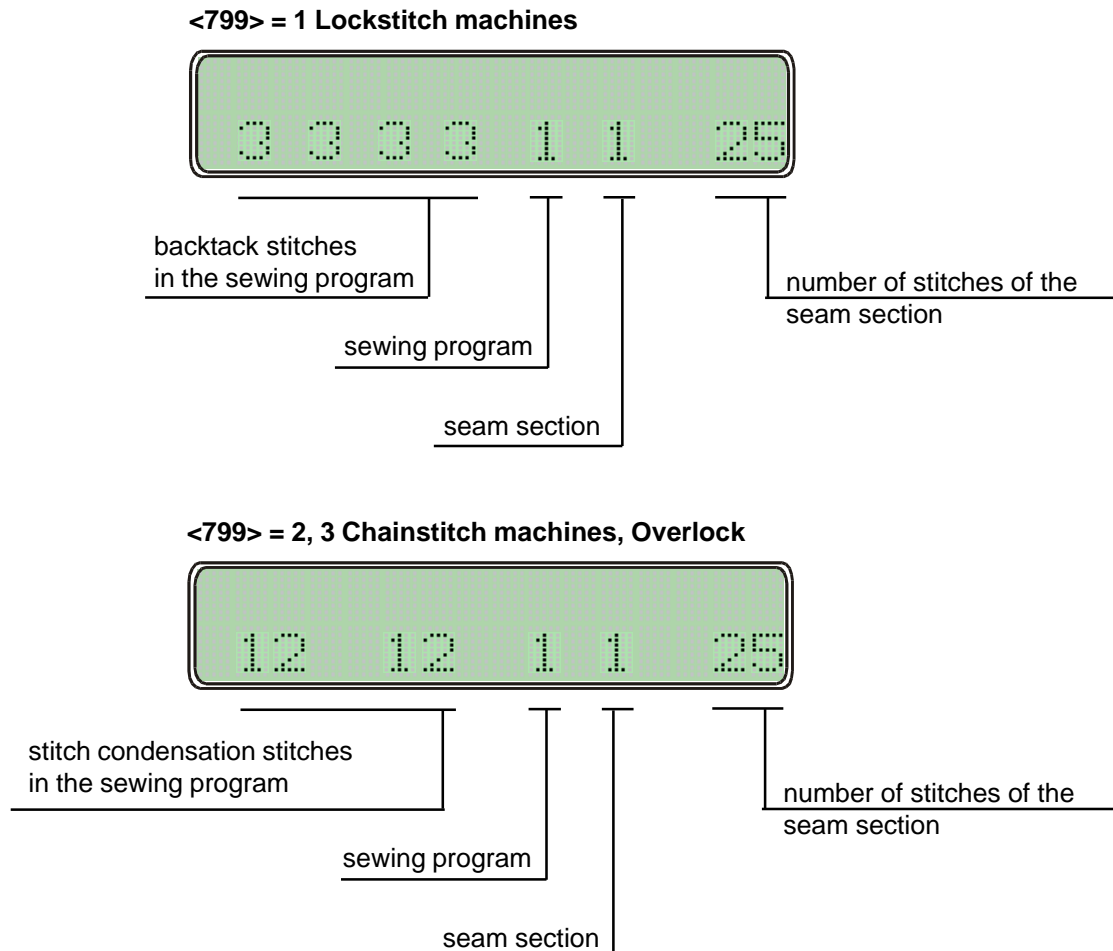 <799> = 1 Lockstitch machines
3 3 3 3 1 1 25
backtack stitches
in the sewing program
number of stitches of the
seam section
sewing program
seam section
<799> = 2, 3 Chainstitch machines, Overlock
12 12 1 1 25
stitch condensation stitches
in the sewing program
number of stitches of the
seam section
sewing program
seam section